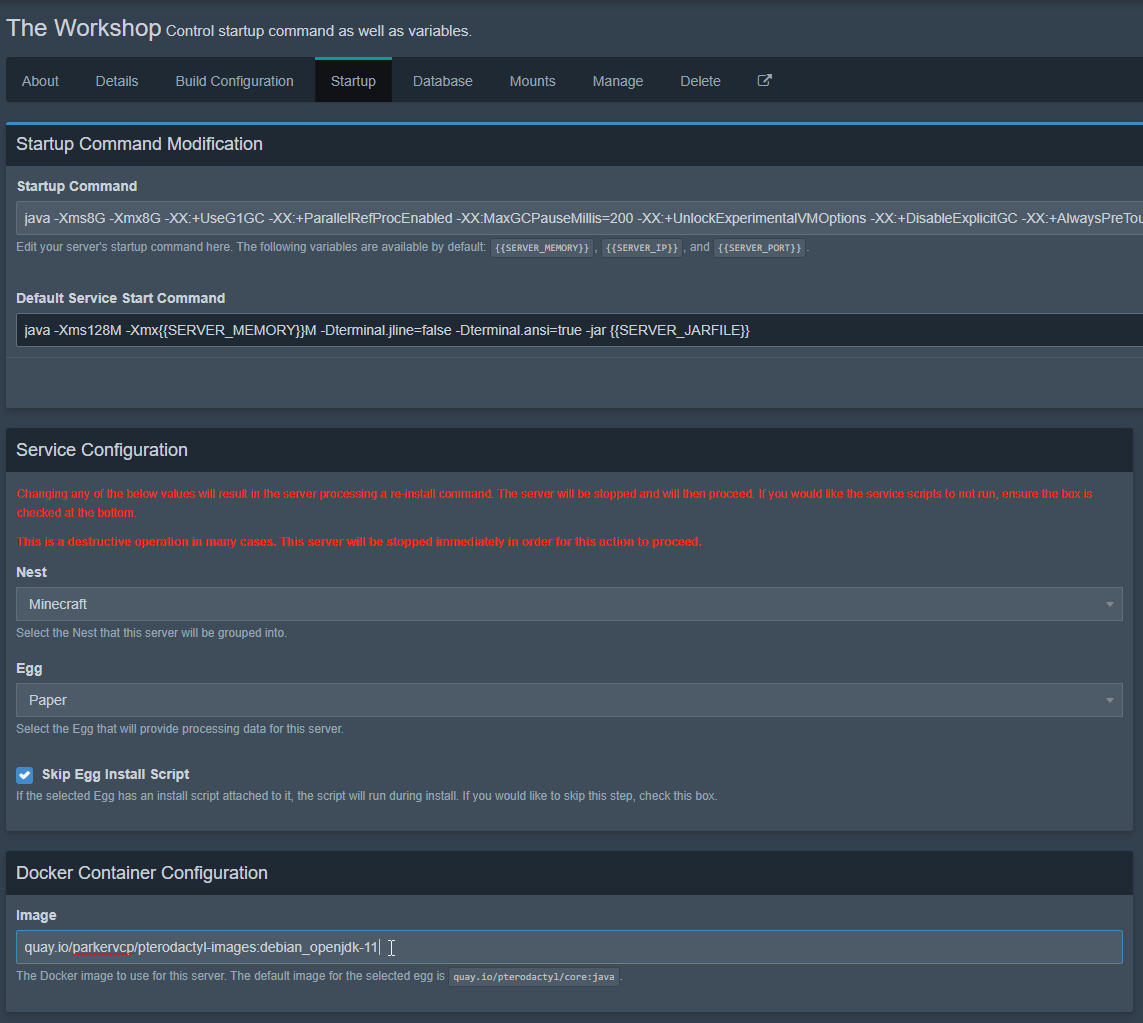 The Workshop Control startup command as well as variables.
About Details Build Configuration Startup Database Mounts Manage Delete
Startup Command Modification
Startup Command
java -Xms8G -Xmx8G -XX:+UseG1GC -XX:+ParallelRefProcEnabled -XX:MaxGCPauseMillis=200 -XX:+UnlockExperimentalVMOptions -XX:+DisableExplicitGC -XX:+AlwaysPreTou
Edit your server's startup command here. The following variables are available by default: {{SERVER_MEMORY}} , {{SERVER_IP}} , and {{SERVER_PORT}} .
Default Service Start Command
java -Xms128M -Xmx{{SERVER_MEMORY}}M -Dterminal.jline=false -Dterminal.ansi=true -jar {{SERVER_JARFILE}}
Service Configuration
Changing any of the below values will result in the server processing a re-install command. The server will be stopped and will then proceed. If you would like the service scripts to not run, ensure the box is
checked at the bottom.
This is a destructive operation in many cases. This server will be stopped immediately in order for this action to proceed.
Nest
Minecraft
Select the Nest that this server will be grouped into.
Egg
Paper
Select the Egg that will provide processing data for this server.
Skip Egg Install Script
If the selected Egg has an install script attached to it, the script will run during install. If you would like to skip this step, check this box.
Docker Container Configuration
Image
quay.io/parkervcp/pterodactyl-images:debian_openjdk-11
The Docker image to use for this server. The default image for the selected egg is quay.io/pterodactyl/core:java .